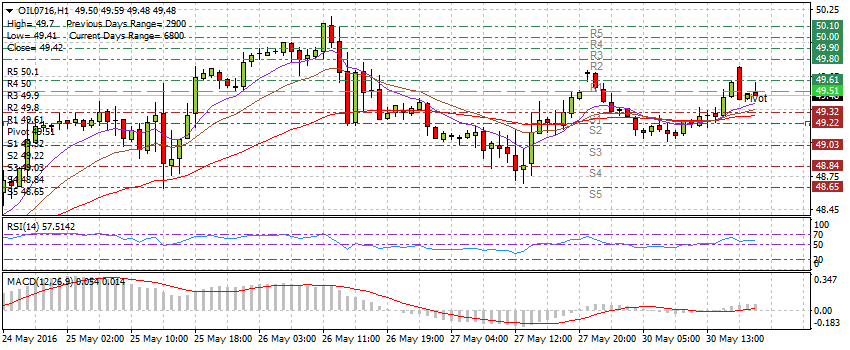 OIL0716,H1 49.50 49.59 49.48 49.48
High= 49.7 Previous Days Range= 2900
Low= 49.41 Current Days Range= 6800
Close= 49.42
R5 50.1
R4 50
R3 49.9
R2 49.8
R1 49.61
Pivot 49.51
S1 49.32
S2 49.22
S3 49.03
S4 48.84
S5 48.65
R5
R4
R3
R2
Pivot
S2
S3
S4
S5
50.25
50.10
50.00
49.90
49.80
49.61
49.51
49.32
49.22
49.03
48.84
48.75
48.65
48.45
RSI(14) 57.5142
100
70
50
20
0
MACD(12,26,9) 0.054 0.014
0.347
0.00
-0.183
24 May 2016
25 May 02:00
25 May 10:00
25 May 18:00
26 May 03:00
26 May 11:00
26 May 19:00
27 May 04:00
27 May 12:00
27 May 20:00
30 May 05:00
30 May 13:00